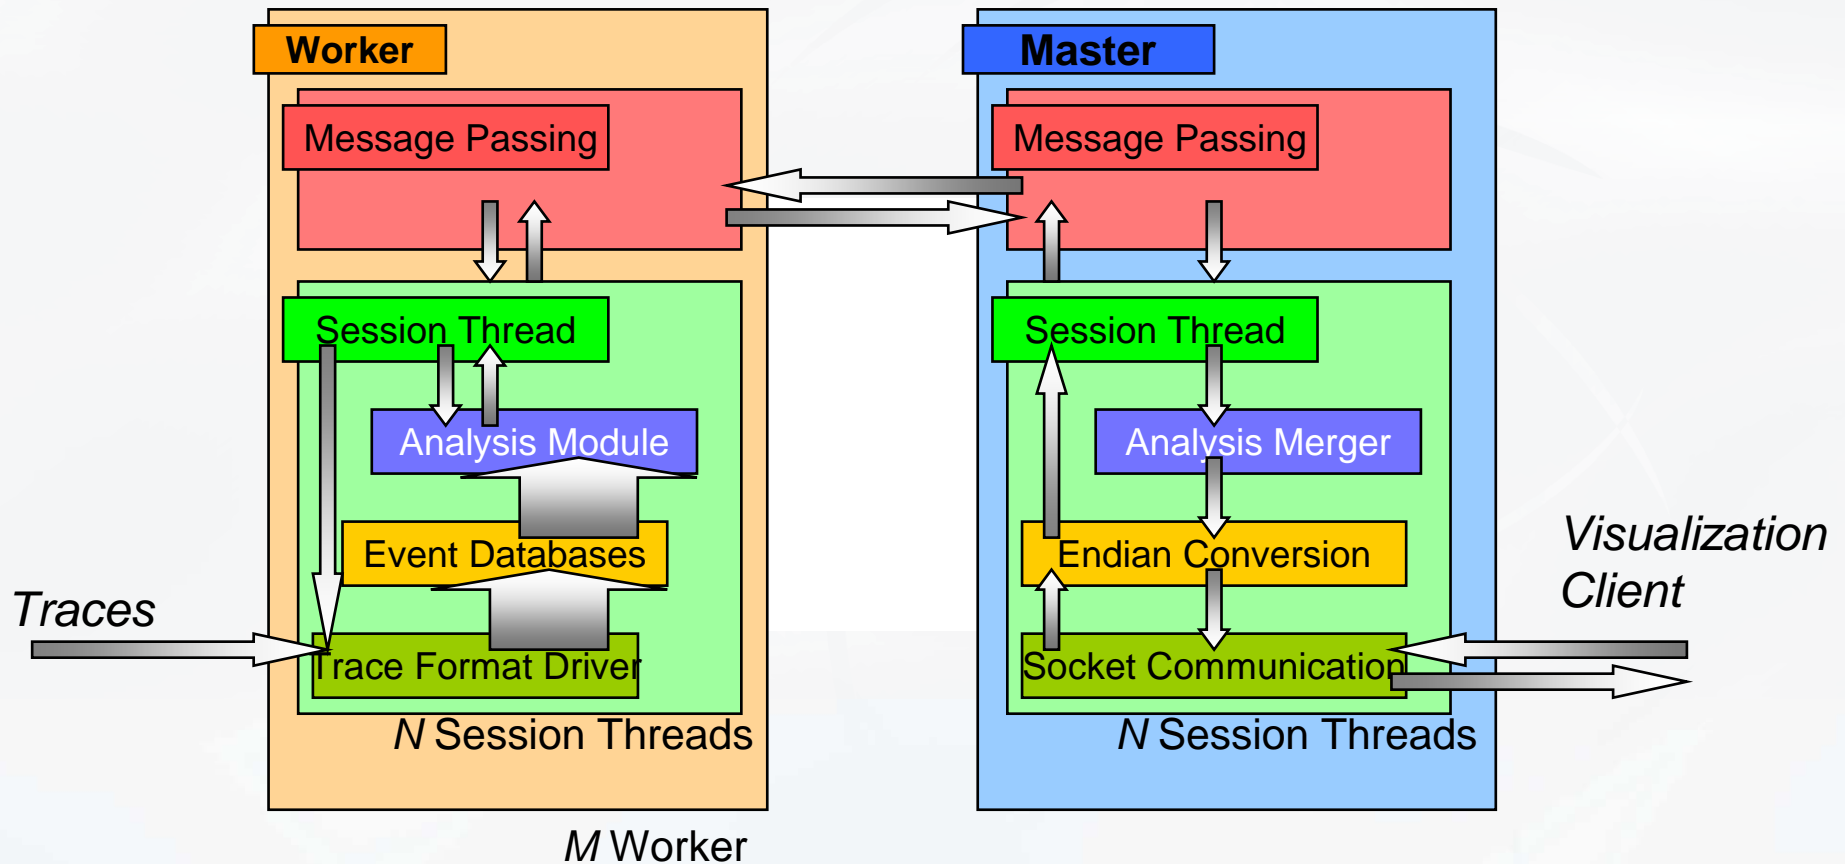 Worker
Message Passing
Session Thread
Analysis Module
Event Databases
Traces
Trace Format Driver
N Session Threads
M Worker
Master
Message Passing
Session Thread
Analysis Merger
Endian Conversion
Socket Communication
N Session Threads
Visualization
Client